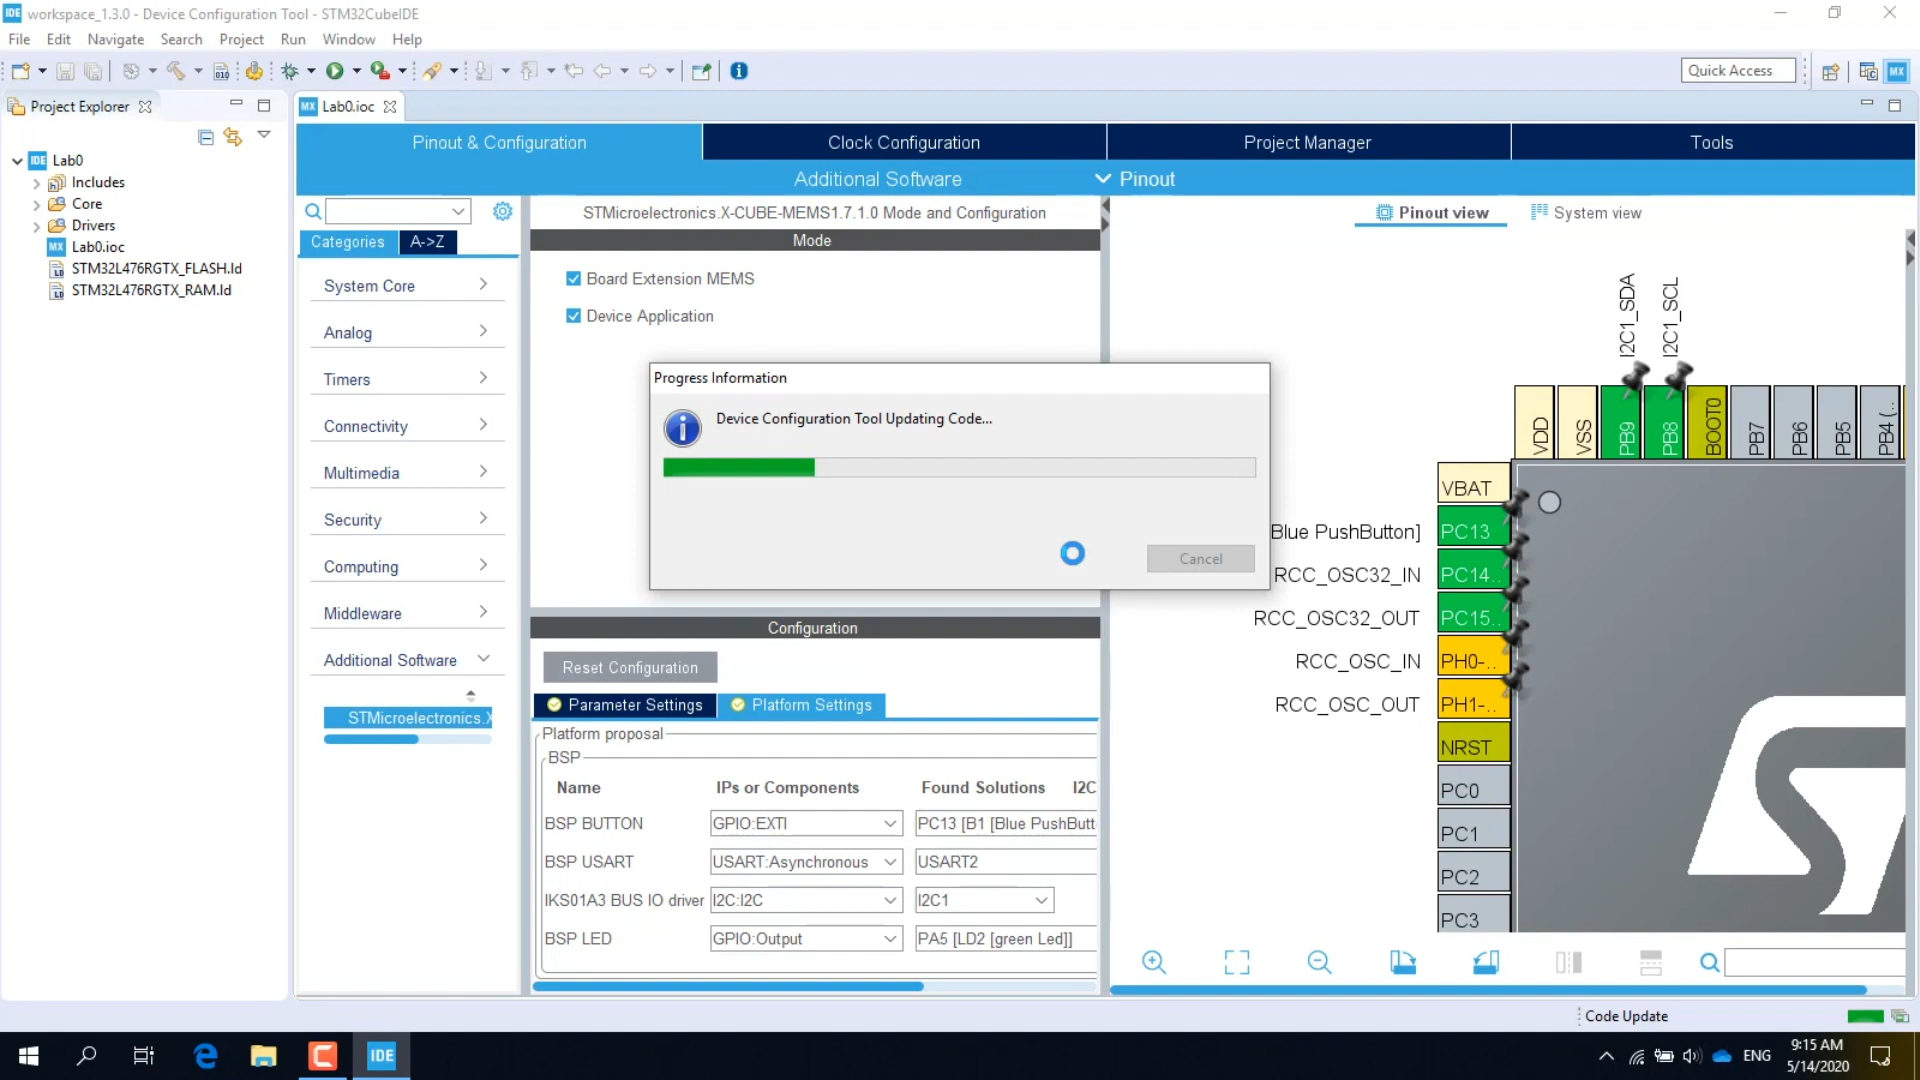 IDE workspace_1.3.0 - Device Configuration Tool - STM32CubeIDE
File Edit Navigate Search Project Run Window Help
010
Quick Access
MX
Project Explorer
MX Lab0.ioc
Pinout & Configuration
Clock Configuration
Project Manager
Tools
Additional Software
Pinout
IDE Lab0
Includes
Core
Drivers
MX Lab0.ioc
STM32L476RGTX_FLASH.ld
STM32L476RGTX_RAM.ld
Categories
A->Z
System Core
Analog
Timers
Connectivity
Multimedia
Security
Computing
Middleware
Additional Software
STMicroelectronics.X
STMicroelectronics.X-CUBE-MEMS1.7.1.0 Mode and Configuration
Mode
Board Extension MEMS
Device Application
Progress Information
Device Configuration Tool Updating Code...
Cancel
Configuration
Reset Configuration
Parameter Settings
Platform Settings
Platform proposal
BSP
Name IPs or Components Found Solutions I2C
BSP BUTTON GPIO:EXTI PC13 [B1 [Blue PushButt
BSP USART USART:Asynchronous USART2
IKS01A3 BUS IO driver I2C:I2C I2C1
BSP LED GPIO:Output PA5 [LD2 [green Led]]
Pinout view
System view
I2C1_SDA
I2C1_SCL
VDD
VSS
PB9
PB8
BOOT0
PB7
PB6
PB5
PB4 (..
VBAT
Blue PushButton] PC13
RCC_OSC32_IN PC14..
RCC_OSC32_OUT PC15..
RCC_OSC_IN PH0-..
RCC_OSC_OUT PH1-..
NRST
PC0
PC1
PC2
PC3
Code Update
IDE
ENG
9:15 AM
5/14/2020